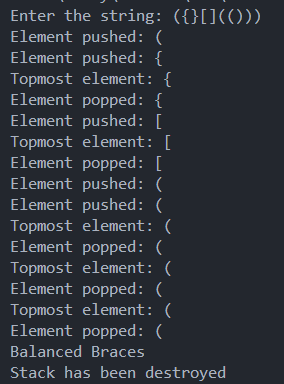 Enter the string: ({}[](()))
Element pushed: (
Element pushed: {
Topmost element: {
Element popped: {
Element pushed: [
Topmost element: [
Element popped: [
Element pushed: (
Element pushed: (
Topmost element: (
Element popped: (
Topmost element: (
Element popped: (
Topmost element: (
Element popped: (
Balanced Braces
Stack has been destroyed